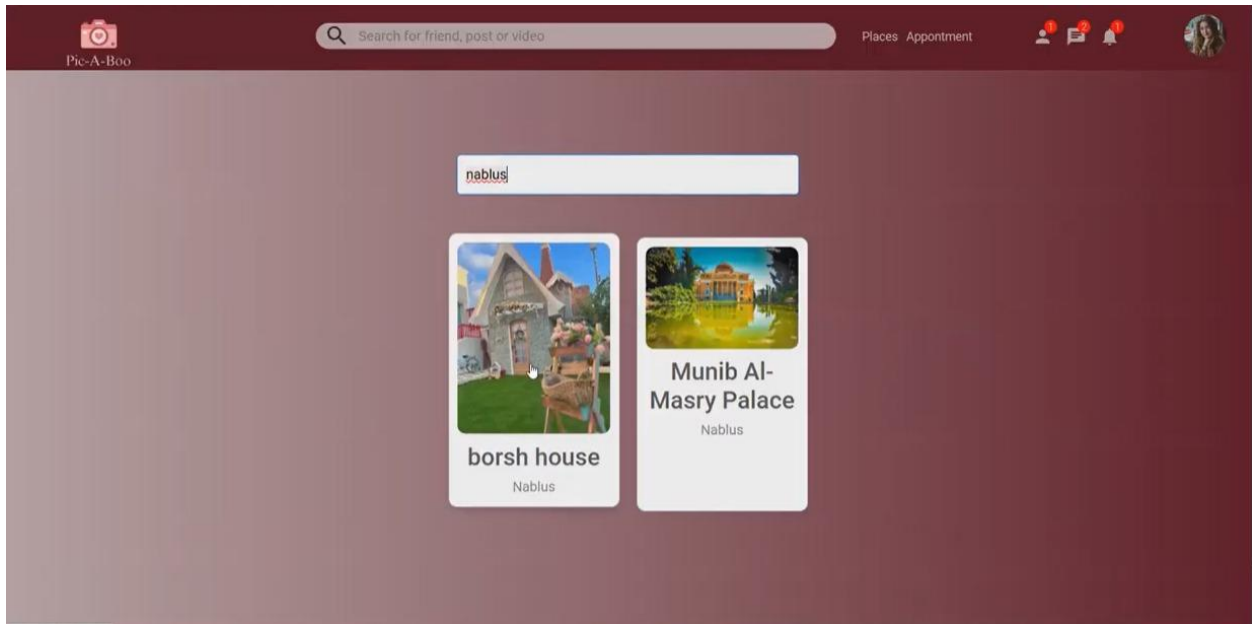 Pic-A-Boo
Search for friend, post or video
Places Appontment
1
2
1
nablus
borsh house
Nablus
Munib Al-
Masry Palace
Nablus